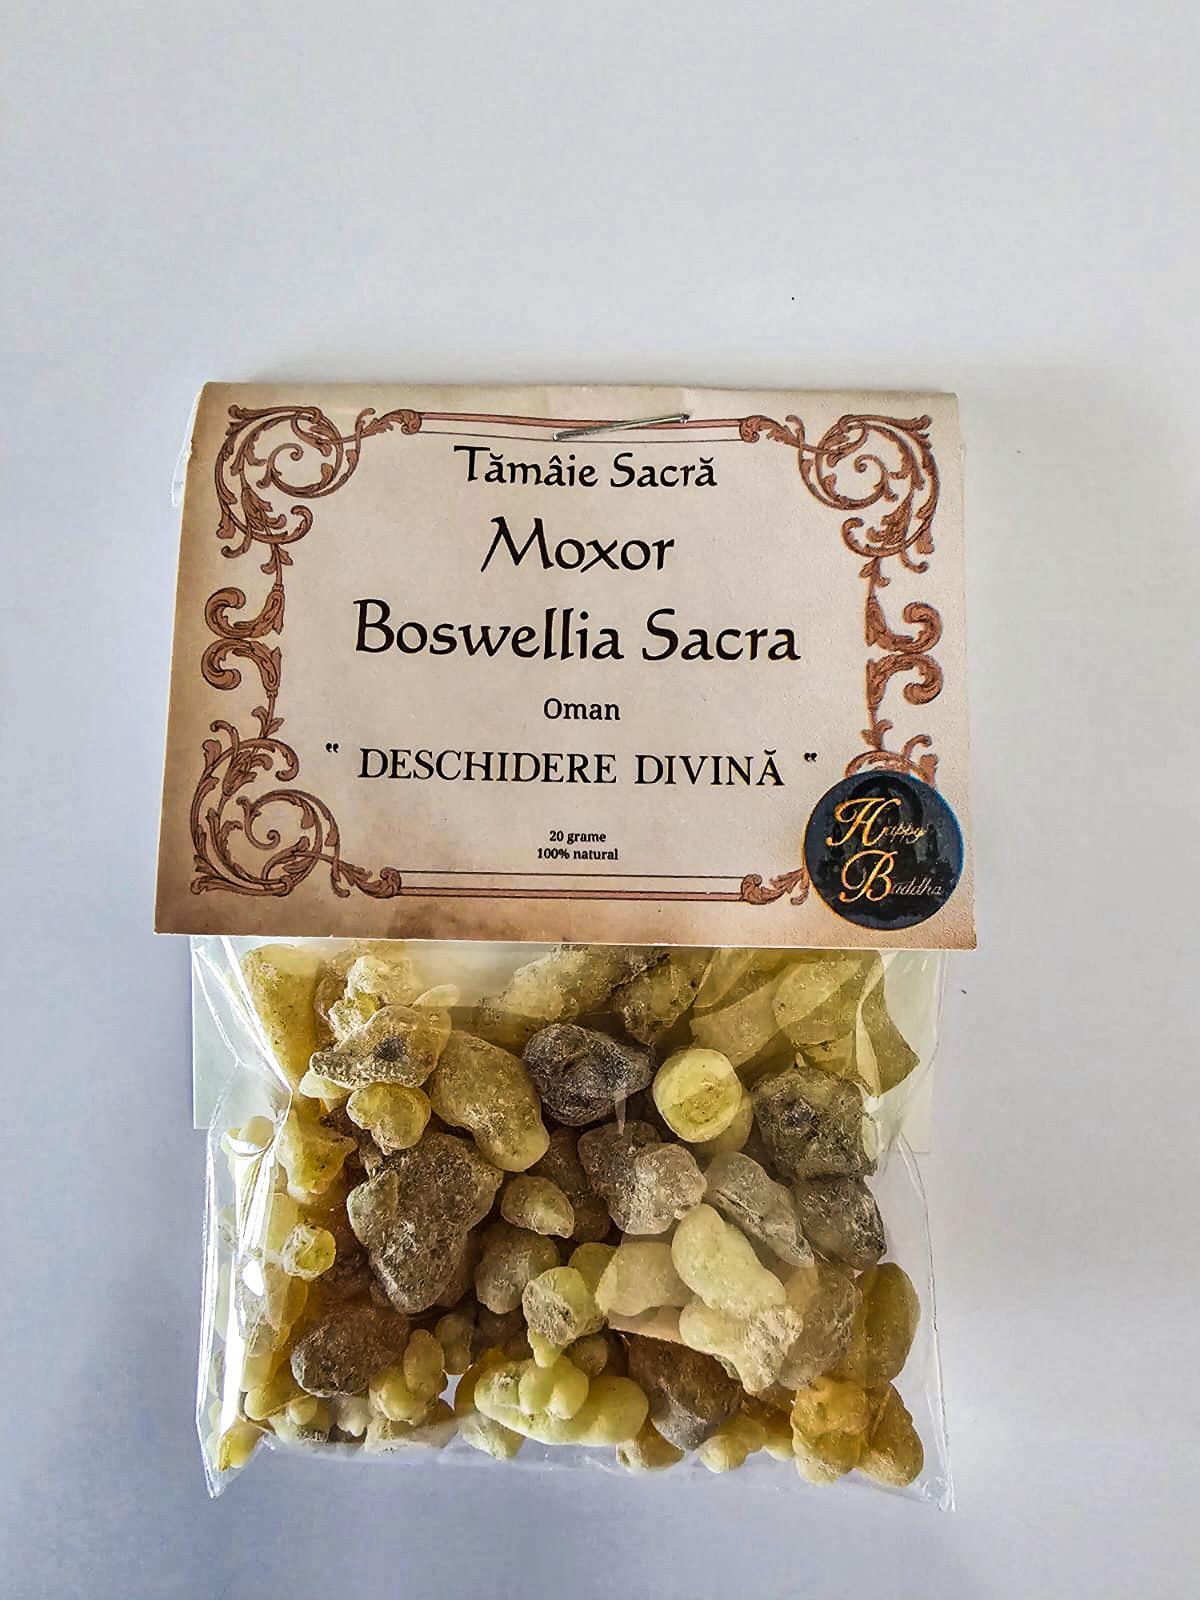 Tămâie Sacră
Moxor
Boswellia Sacra
Oman
" DESCHIDERE DIVINĂ "
20 grame
100% natural
Happy
Buddha